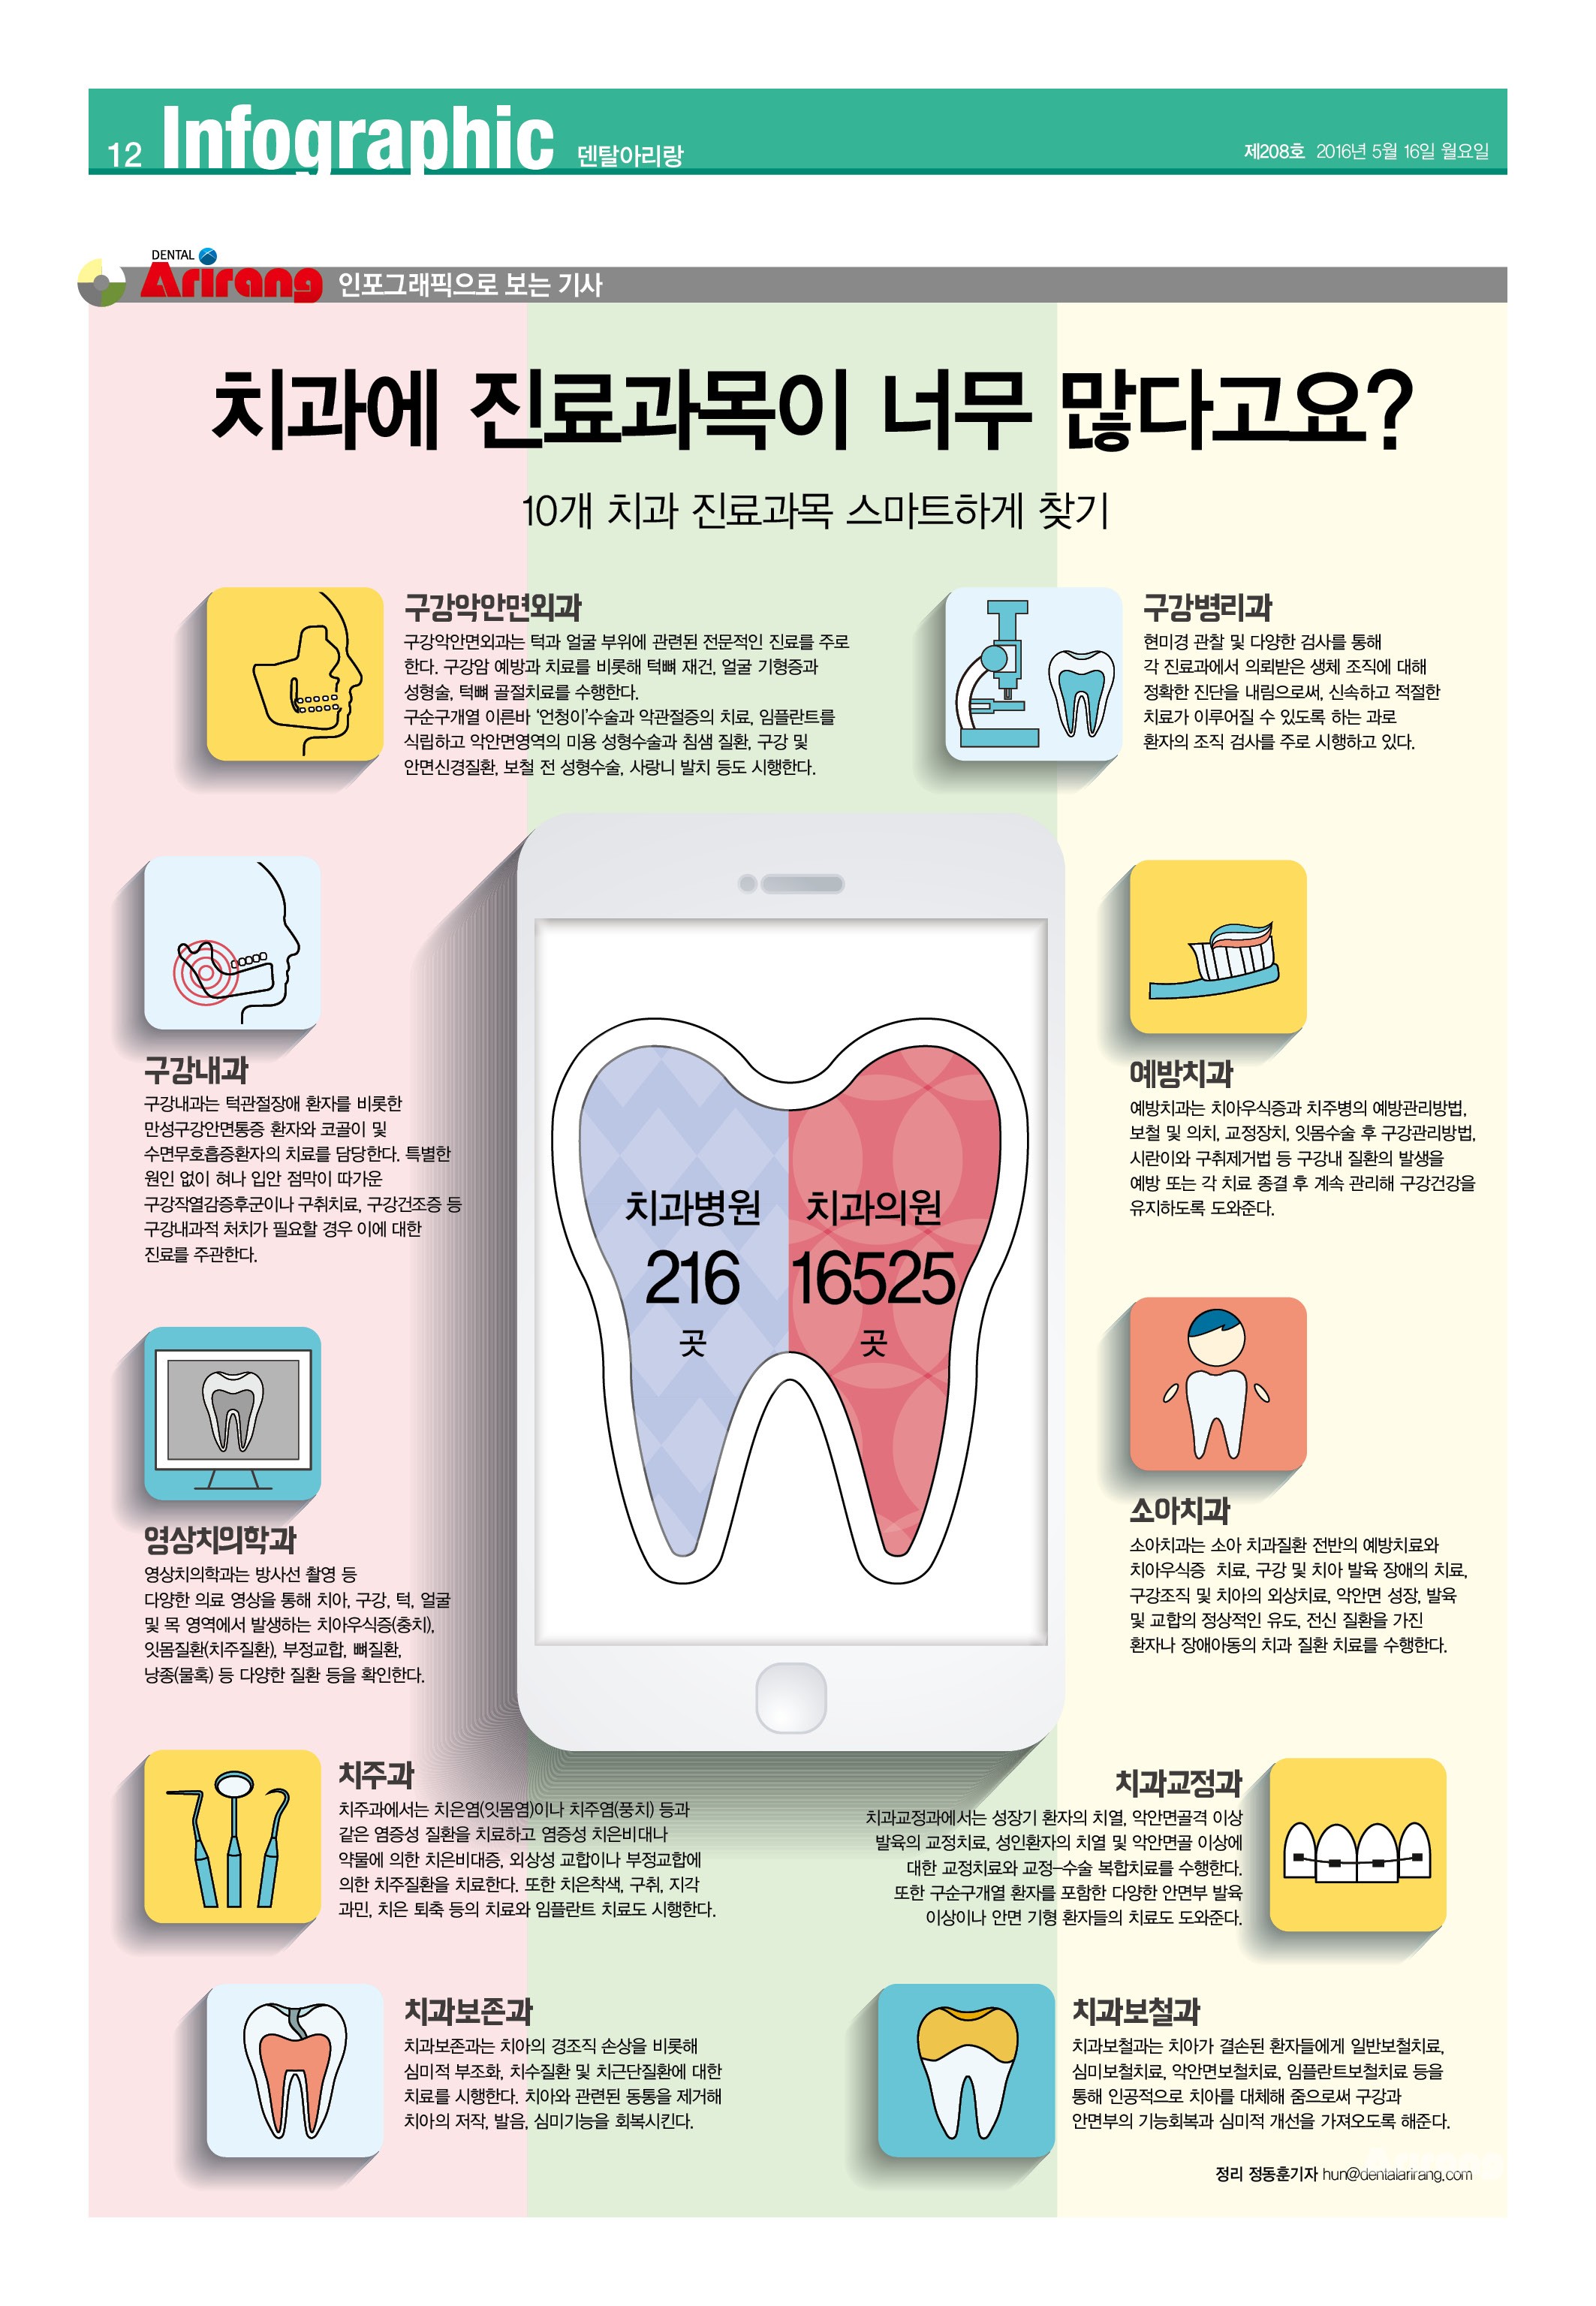 12 Infographic 덴탈아리랑
제208호 2016년 5월 16일 월요일
DENTAL
Arirang 인포그래픽으로 보는 기사
치과에 진료과목이 너무 많다고요?
10개 치과 진료과목 스마트하게 찾기
구강악안면외과
구강악안면외과는 턱과 얼굴 부위에 관련된 전문적인 진료를 주로
한다. 구강암 예방과 치료를 비롯해 턱뼈 재건, 얼굴 기형증과
성형술, 턱뼈 골절치료를 수행한다.
구순구개열 이른바 ‘언청이’수술과 악관절증의 치료, 임플란트를
식립하고 악안면영역의 미용 성형수술과 침샘 질환, 구강 및
안면신경질환, 보철 전 성형수술, 사랑니 발치 등도 시행한다.
구강병리과
현미경 관찰 및 다양한 검사를 통해
각 진료과에서 의뢰받은 생체 조직에 대해
정확한 진단을 내림으로써, 신속하고 적절한
치료가 이루어질 수 있도록 하는 과로
환자의 조직 검사를 주로 시행하고 있다.
구강내과
구강내과는 턱관절장애 환자를 비롯한
만성구강안면통증 환자와 코골이 및
수면무호흡증환자의 치료를 담당한다. 특별한
원인 없이 혀나 입안 점막이 따가운
구강작열감증후군이나 구취치료, 구강건조증 등
구강내과적 처치가 필요할 경우 이에 대한
진료를 주관한다.
예방치과
예방치과는 치아우식증과 치주병의 예방관리방법,
보철 및 의치, 교정장치, 잇몸수술 후 구강관리방법,
시란이와 구취제거법 등 구강내 질환의 발생을
예방 또는 각 치료 종결 후 계속 관리해 구강건강을
유지하도록 도와준다.
치과병원
216
곳
치과의원
16525
곳
영상치의학과
영상치의학과는 방사선 촬영 등
다양한 의료 영상을 통해 치아, 구강, 턱, 얼굴
및 목 영역에서 발생하는 치아우식증(충치),
잇몸질환(치주질환), 부정교합, 뼈질환,
낭종(물혹) 등 다양한 질환 등을 확인한다.
소아치과
소아치과는 소아 치과질환 전반의 예방치료와
치아우식증 치료, 구강 및 치아 발육 장애의 치료,
구강조직 및 치아의 외상치료, 악안면 성장, 발육
및 교합의 정상적인 유도, 전신 질환을 가진
환자나 장애아동의 치과 질환 치료를 수행한다.
치주과
치주과에서는 치은염(잇몸염)이나 치주염(풍치) 등과
같은 염증성 질환을 치료하고 염증성 치은비대나
약물에 의한 치은비대증, 외상성 교합이나 부정교합에
의한 치주질환을 치료한다. 또한 치은착색, 구취, 지각
과민, 치은 퇴축 등의 치료와 임플란트 치료도 시행한다.
치과교정과
치과교정과에서는 성장기 환자의 치열, 악안면골격 이상
발육의 교정치료, 성인환자의 치열 및 악안면골 이상에
대한 교정치료와 교정–수술 복합치료를 수행한다.
또한 구순구개열 환자를 포함한 다양한 안면부 발육
이상이나 안면 기형 환자들의 치료도 도와준다.
치과보존과
치과보존과는 치아의 경조직 손상을 비롯해
심미적 부조화, 치수질환 및 치근단질환에 대한
치료를 시행한다. 치아와 관련된 동통을 제거해
치아의 저작, 발음, 심미기능을 회복시킨다.
치과보철과
치과보철과는 치아가 결손된 환자들에게 일반보철치료,
심미보철치료, 악안면보철치료, 임플란트보철치료 등을
통해 인공적으로 치아를 대체해 줌으로써 구강과
안면부의 기능회복과 심미적 개선을 가져오도록 해준다.
정리 정동훈기자 hun@dentalarirang.com